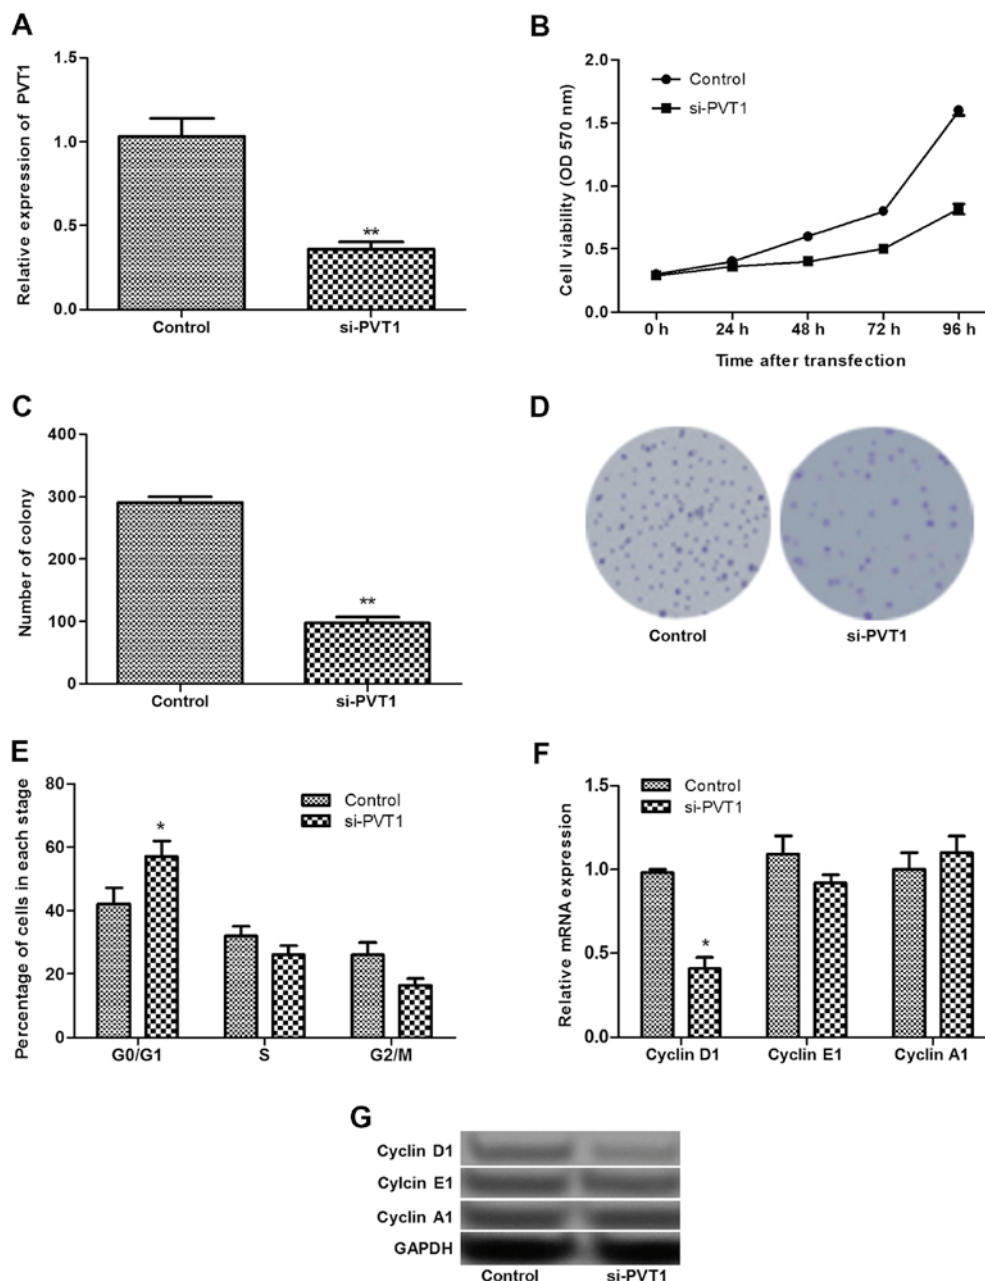 A
Relative expression of PVT1
1.5
1.0
0.5
0.0
**
Control
si-PVT1
B
Cell viability (OD 570 nm)
2.0
1.5
1.0
0.5
0.0
Control
si-PVT1
0 h
24 h
48 h
72 h
96 h
Time after transfection
C
Number of colony
400
300
200
100
0
**
Control
si-PVT1
D
Control
si-PVT1
E
Percentage of cells in each stage
80
60
40
20
0
*
Control
si-PVT1
G0/G1
S
G2/M
F
Relative mRNA expression
1.5
1.0
0.5
0.0
Control
si-PVT1
*
Cyclin D1
Cyclin E1
Cyclin A1
G
Cyclin D1
Cylcin E1
Cyclin A1
GAPDH
Control
si-PVT1